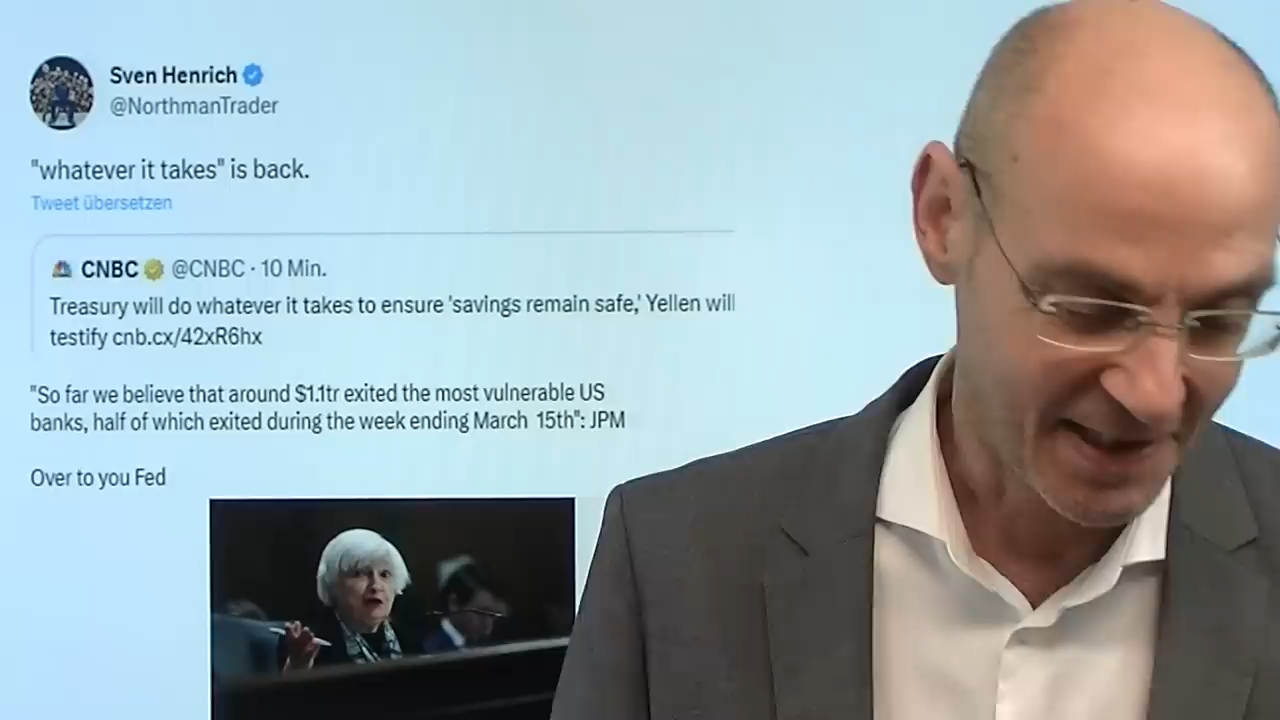 Sven Henrich
@NorthmanTrader
"whatever it takes" is back.
Tweet übersetzen
CNBC @CNBC · 10 Min.
Treasury will do whatever it takes to ensure 'savings remain safe,' Yellen will
testify cnb.cx/42xR6hx
"So far we believe that around $1.1tr exited the most vulnerable US
banks, half of which exited during the week ending March 15th": JPM
Over to you Fed